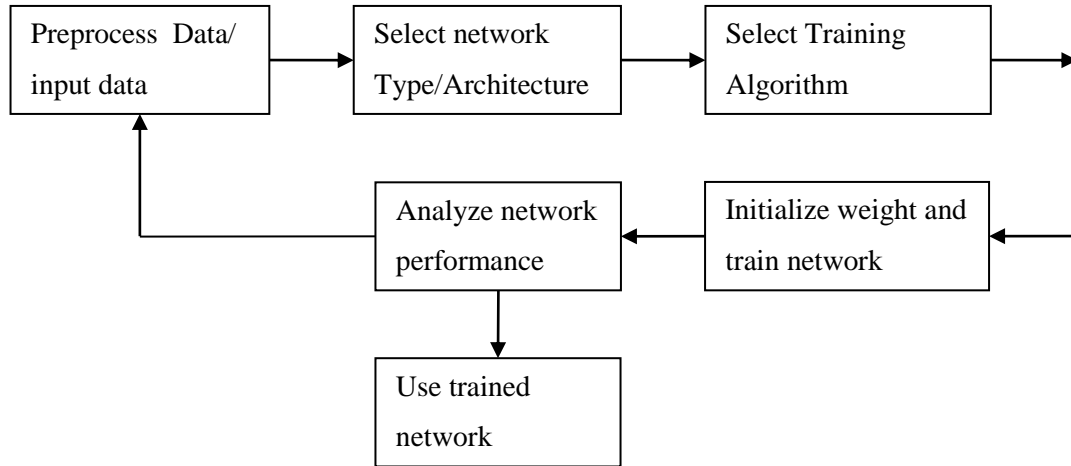 Preprocess Data/
input data
Select network
Type/Architecture
Select Training
Algorithm
Analyze network
performance
Initialize weight and
train network
Use trained
network